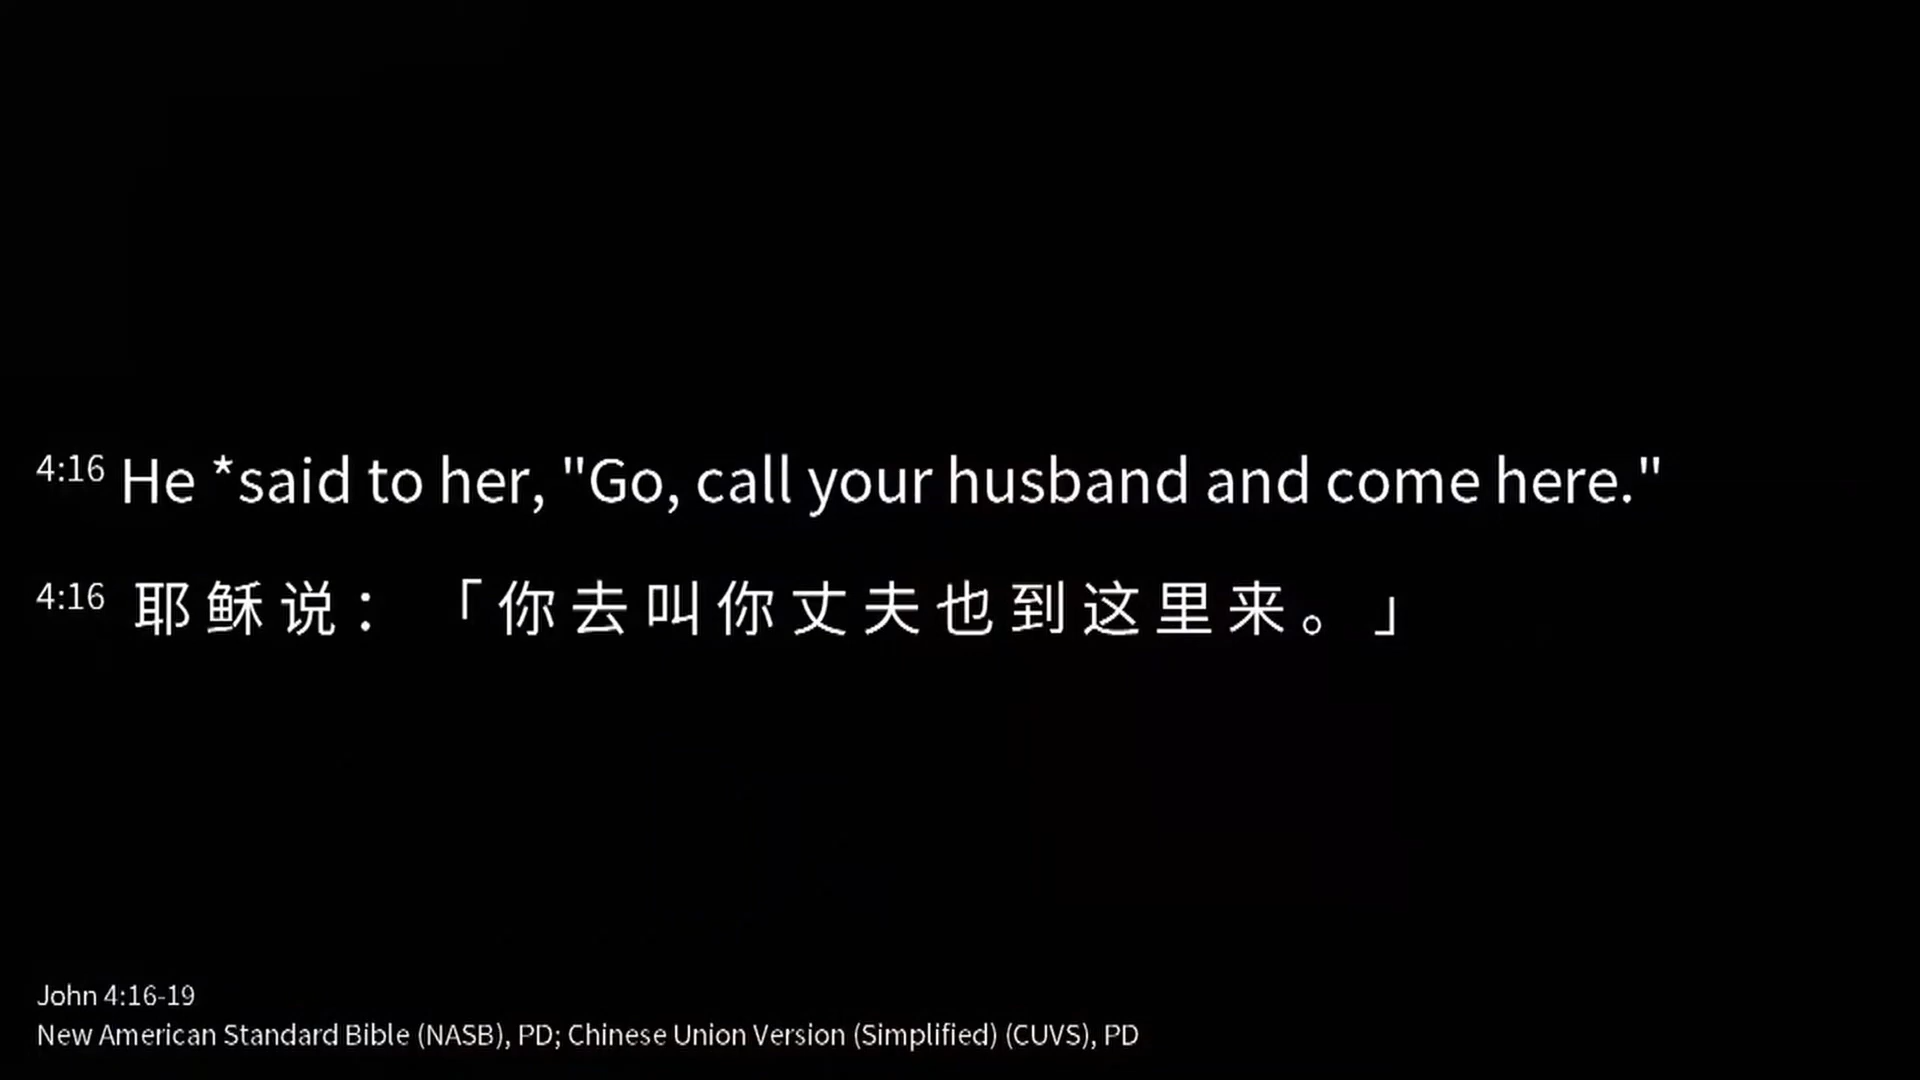 4:16 He *said to her, "Go, call your husband and come here."
4:16 耶稣说：「你去叫你丈夫也到这里来。」
John 4:16-19
New American Standard Bible (NASB), PD; Chinese Union Version (Simplified) (CUVS), PD